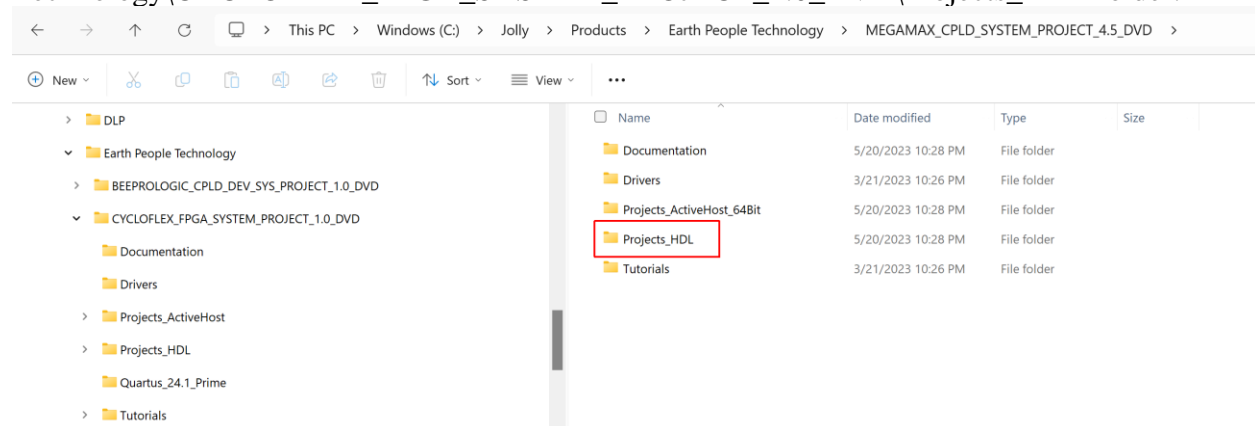 This PC > Windows (C:) > Jolly > Products > Earth People Technology > MEGAMAX_CPLD_SYSTEM_PROJECT_4.5_DVD >
New Sort View
DLP
Earth People Technology
BEEPROLOGIC_CPLD_DEV_SYS_PROJECT_1.0_DVD
CYCLOFLEX_FPGA_SYSTEM_PROJECT_1.0_DVD
Documentation
Drivers
Projects_ActiveHost
Projects_HDL
Quartus_24.1_Prime
Tutorials
Name Date modified Type Size
Documentation 5/20/2023 10:28 PM File folder
Drivers 3/21/2023 10:26 PM File folder
Projects_ActiveHost_64Bit 5/20/2023 10:28 PM File folder
Projects_HDL 5/20/2023 10:28 PM File folder
Tutorials 3/21/2023 10:26 PM File folder